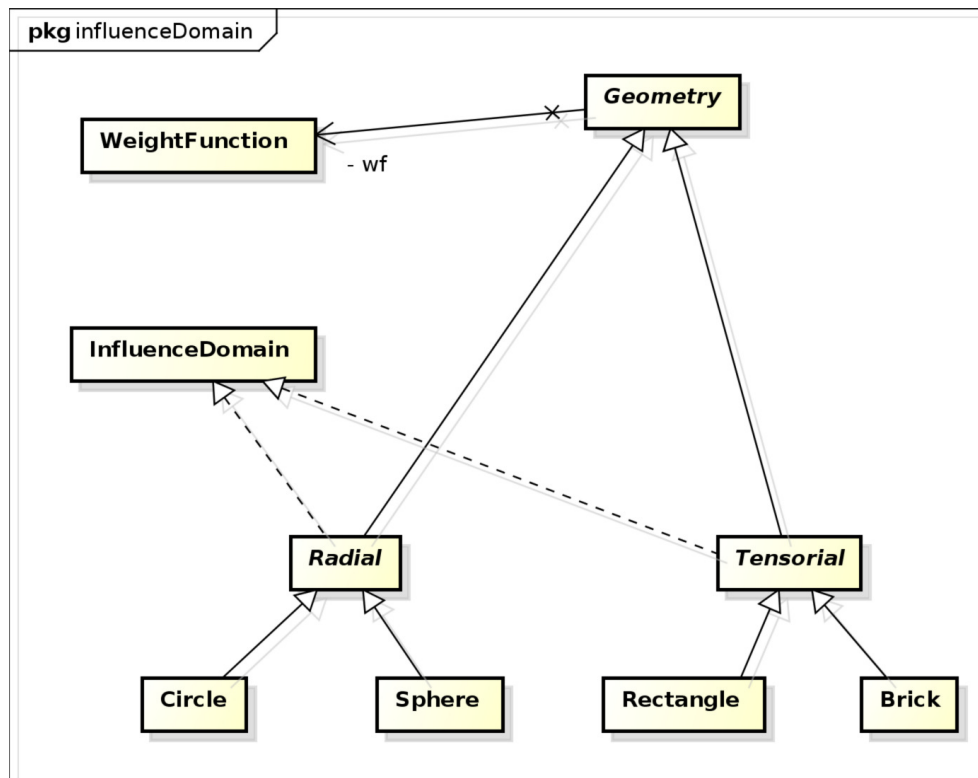 pkg influenceDomain
Geometry
WeightFunction
- wf
InfluenceDomain
Radial
Tensorial
Circle
Sphere
Rectangle
Brick